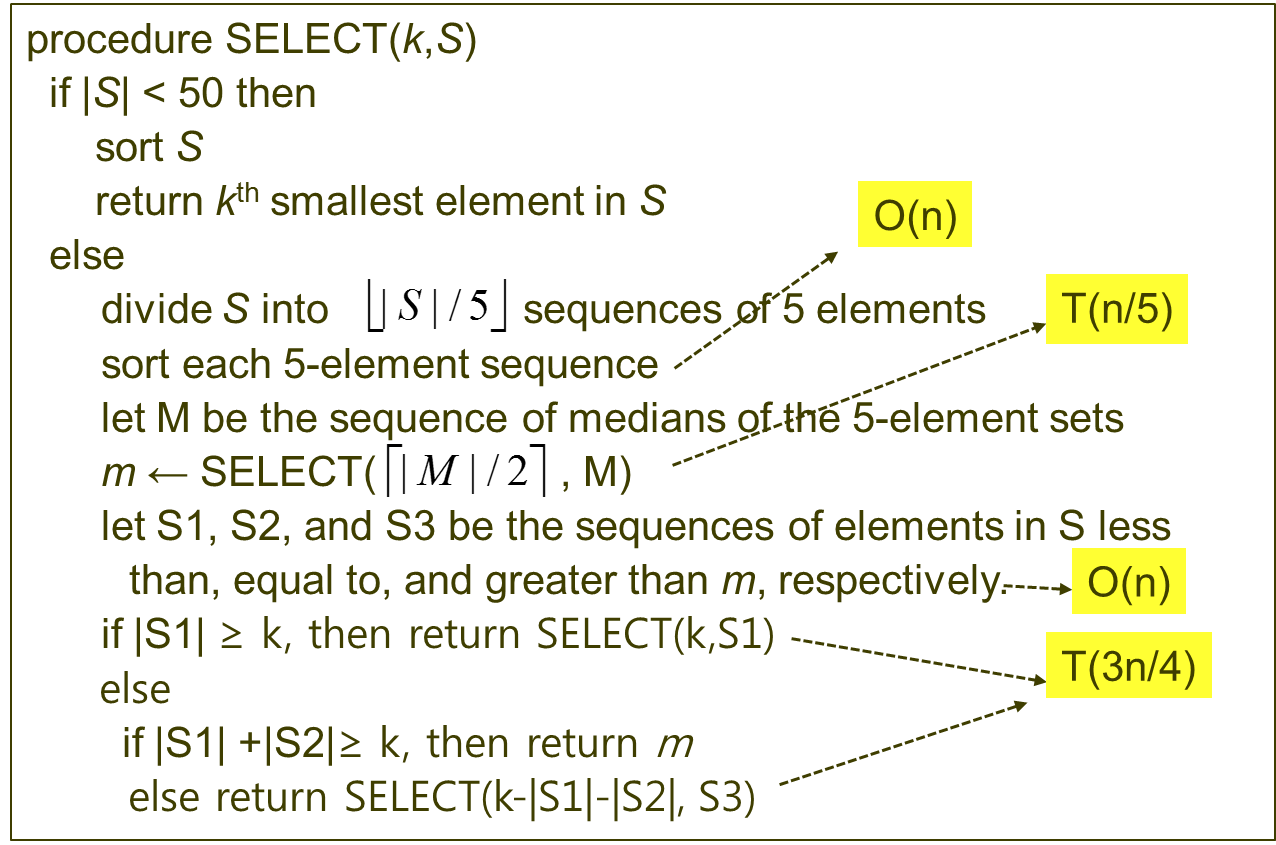 procedure SELECT(k,S)
if |S| < 50 then
sort S
return kth smallest element in S
O(n)
else
divide S into ⌊|S|/5⌋ sequences of 5 elements
T(n/5)
sort each 5-element sequence
let M be the sequence of medians of the 5-element sets
m ← SELECT(⌈|M|/2⌉, M)
let S1, S2, and S3 be the sequences of elements in S less
than, equal to, and greater than m, respectively.
O(n)
if |S1| ≥ k, then return SELECT(k,S1)
T(3n/4)
else
if |S1| +|S2|≥ k, then return m
else return SELECT(k-|S1|-|S2|, S3)